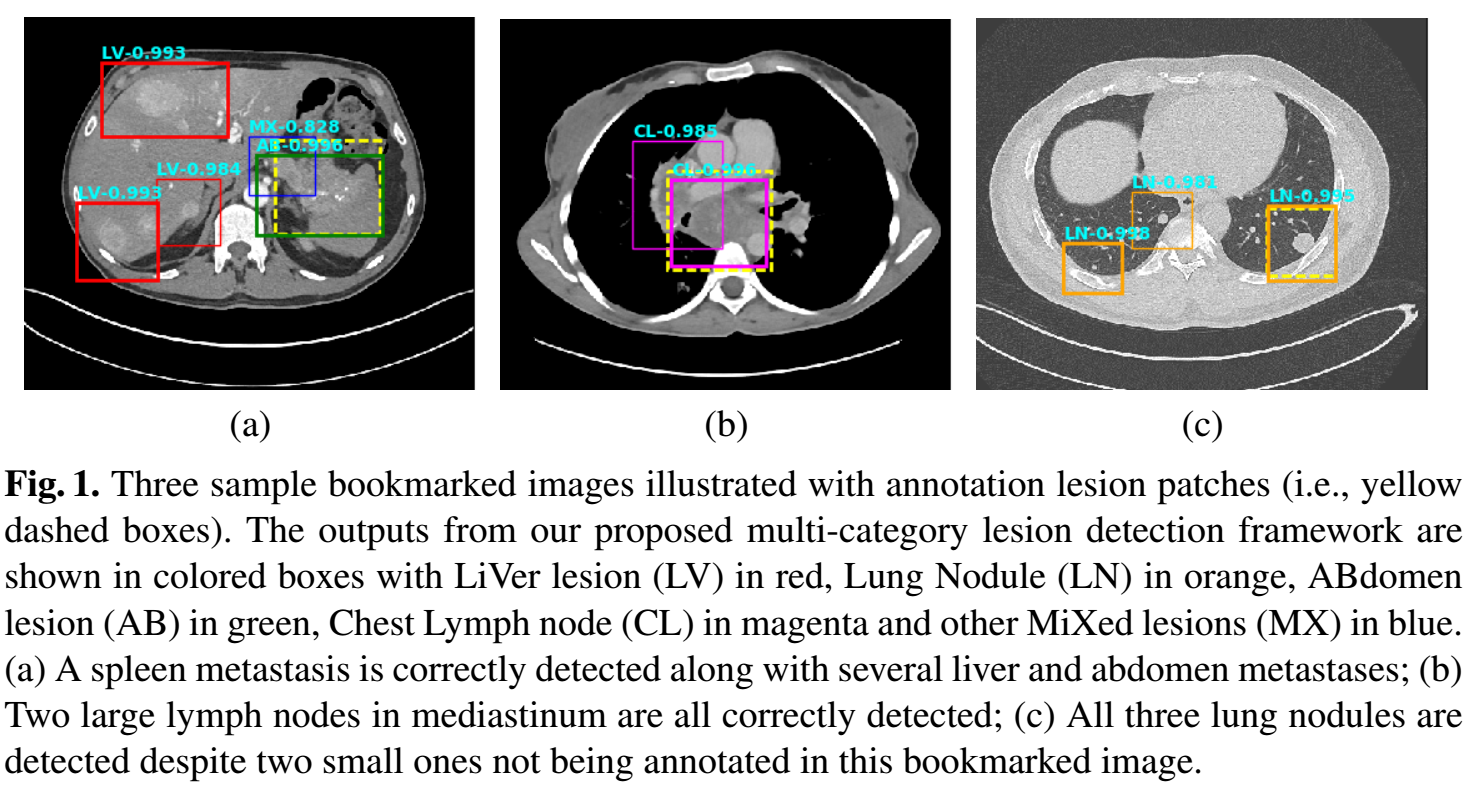 LV-0.993
MX-0.828
AB-0.996
LV-0.984
LV-0.993
CL-0.985
CL-0.996
LN-0.981
LN-0.995
LN-0.998
(a)
(b)
(c)
Fig. 1. Three sample bookmarked images illustrated with annotation lesion patches (i.e., yellow
dashed boxes). The outputs from our proposed multi-category lesion detection framework are
shown in colored boxes with LiVer lesion (LV) in red, Lung Nodule (LN) in orange, ABdomen
lesion (AB) in green, Chest Lymph node (CL) in magenta and other MiXed lesions (MX) in blue.
(a) A spleen metastasis is correctly detected along with several liver and abdomen metastases; (b)
Two large lymph nodes in mediastinum are all correctly detected; (c) All three lung nodules are
detected despite two small ones not being annotated in this bookmarked image.